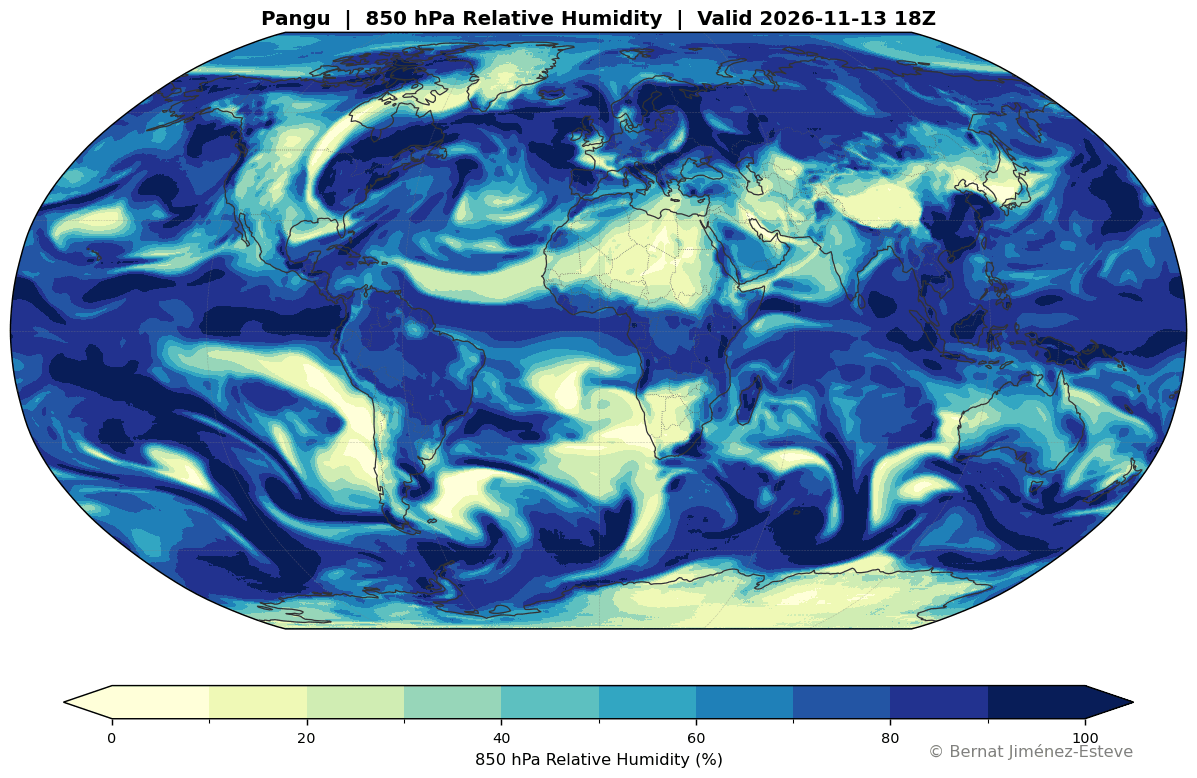 Pangu | 850 hPa Relative Humidity | Valid 2026-11-13 18Z
0 20 40 60 80 100
850 hPa Relative Humidity (%)
© Bernat Jiménez-Esteve